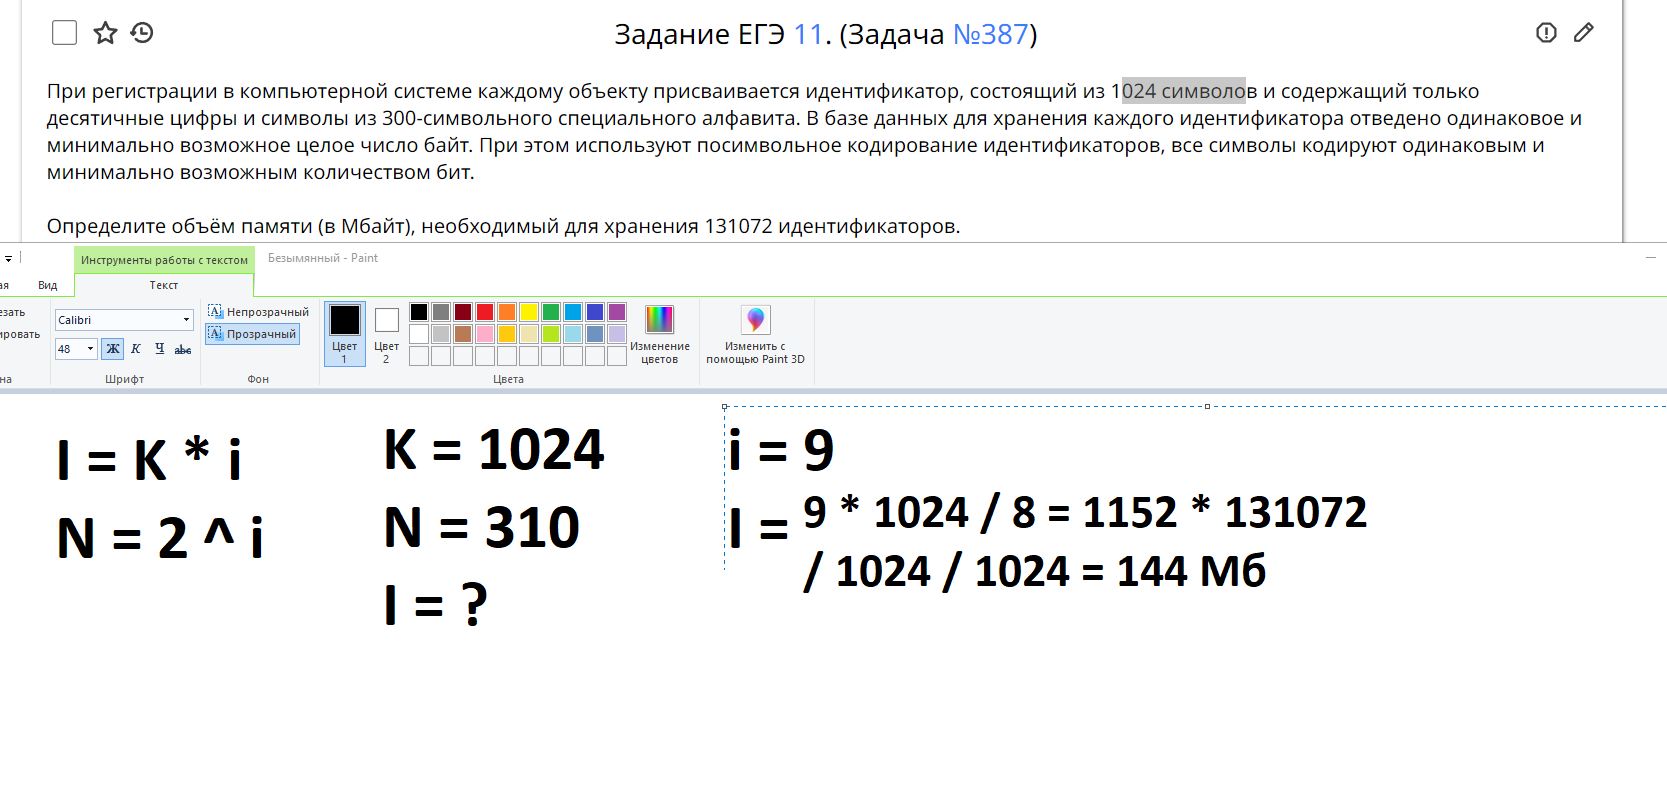 Задание ЕГЭ 11. (Задача №387)
При регистрации в компьютерной системе каждому объекту присваивается идентификатор, состоящий из 1024 символов и содержащий только
десятичные цифры и символы из 300-символьного специального алфавита. В базе данных для хранения каждого идентификатора отведено одинаковое и
минимально возможное целое число байт. При этом используют посимвольное кодирование идентификаторов, все символы кодируют одинаковым и
минимально возможным количеством бит.
Определите объём памяти (в Мбайт), необходимый для хранения 131072 идентификаторов.
Инструменты работы с текстом
Безымянный - Paint
ая Вид Текст
езать
ировать
на
Calibri
48 Ж К Ч abc
Шрифт
Непрозрачный
Прозрачный
Фон
Цвет 1
Цвет 2
Цвета
Изменение
цветов
Изменить с
помощью Paint 3D
I = K * i
N = 2 ^ i
K = 1024
N = 310
I = ?
i = 9
I = 9 * 1024 / 8 = 1152 * 131072
/ 1024 / 1024 = 144 Мб